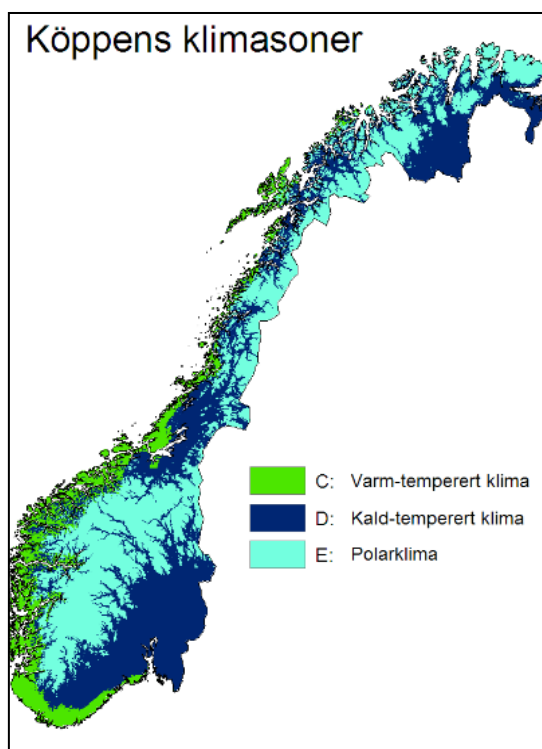 Köppens klimasoner
C: Varm-temperert klima
D: Kald-temperert klima
E: Polarklima